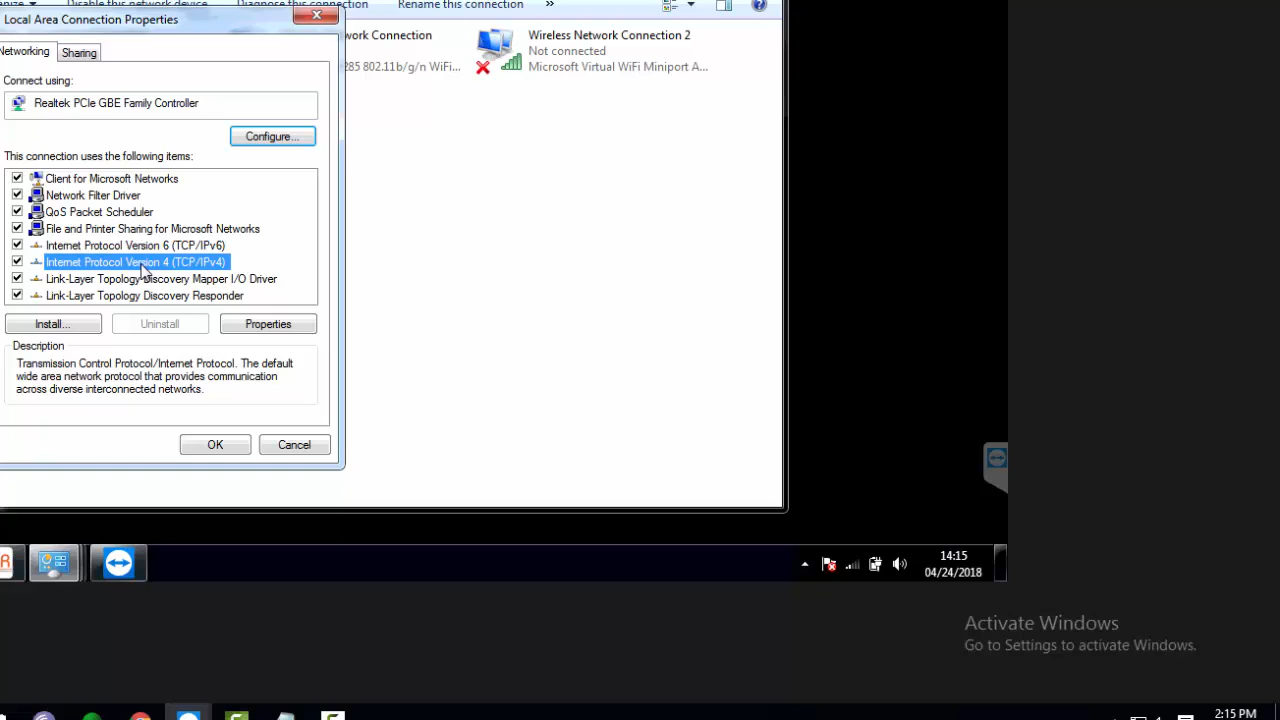 Disable this network device
Diagnose this connection
Rename this connection
»
Local Area Connection Properties
Networking
Sharing
Connect using:
Realtek PCIe GBE Family Controller
Configure...
This connection uses the following items:
Client for Microsoft Networks
Network Filter Driver
QoS Packet Scheduler
File and Printer Sharing for Microsoft Networks
Internet Protocol Version 6 (TCP/IPv6)
Internet Protocol Version 4 (TCP/IPv4)
Link-Layer Topology Discovery Mapper I/O Driver
Link-Layer Topology Discovery Responder
Install...
Uninstall
Properties
Description
Transmission Control Protocol/Internet Protocol. The default
wide area network protocol that provides communication
across diverse interconnected networks.
OK
Cancel
work Connection
285 802.11b/g/n WiFi...
Wireless Network Connection 2
Not connected
Microsoft Virtual WiFi Miniport A...
R
14:15
04/24/2018
Activate Windows
Go to Settings to activate Windows.
2:15 PM